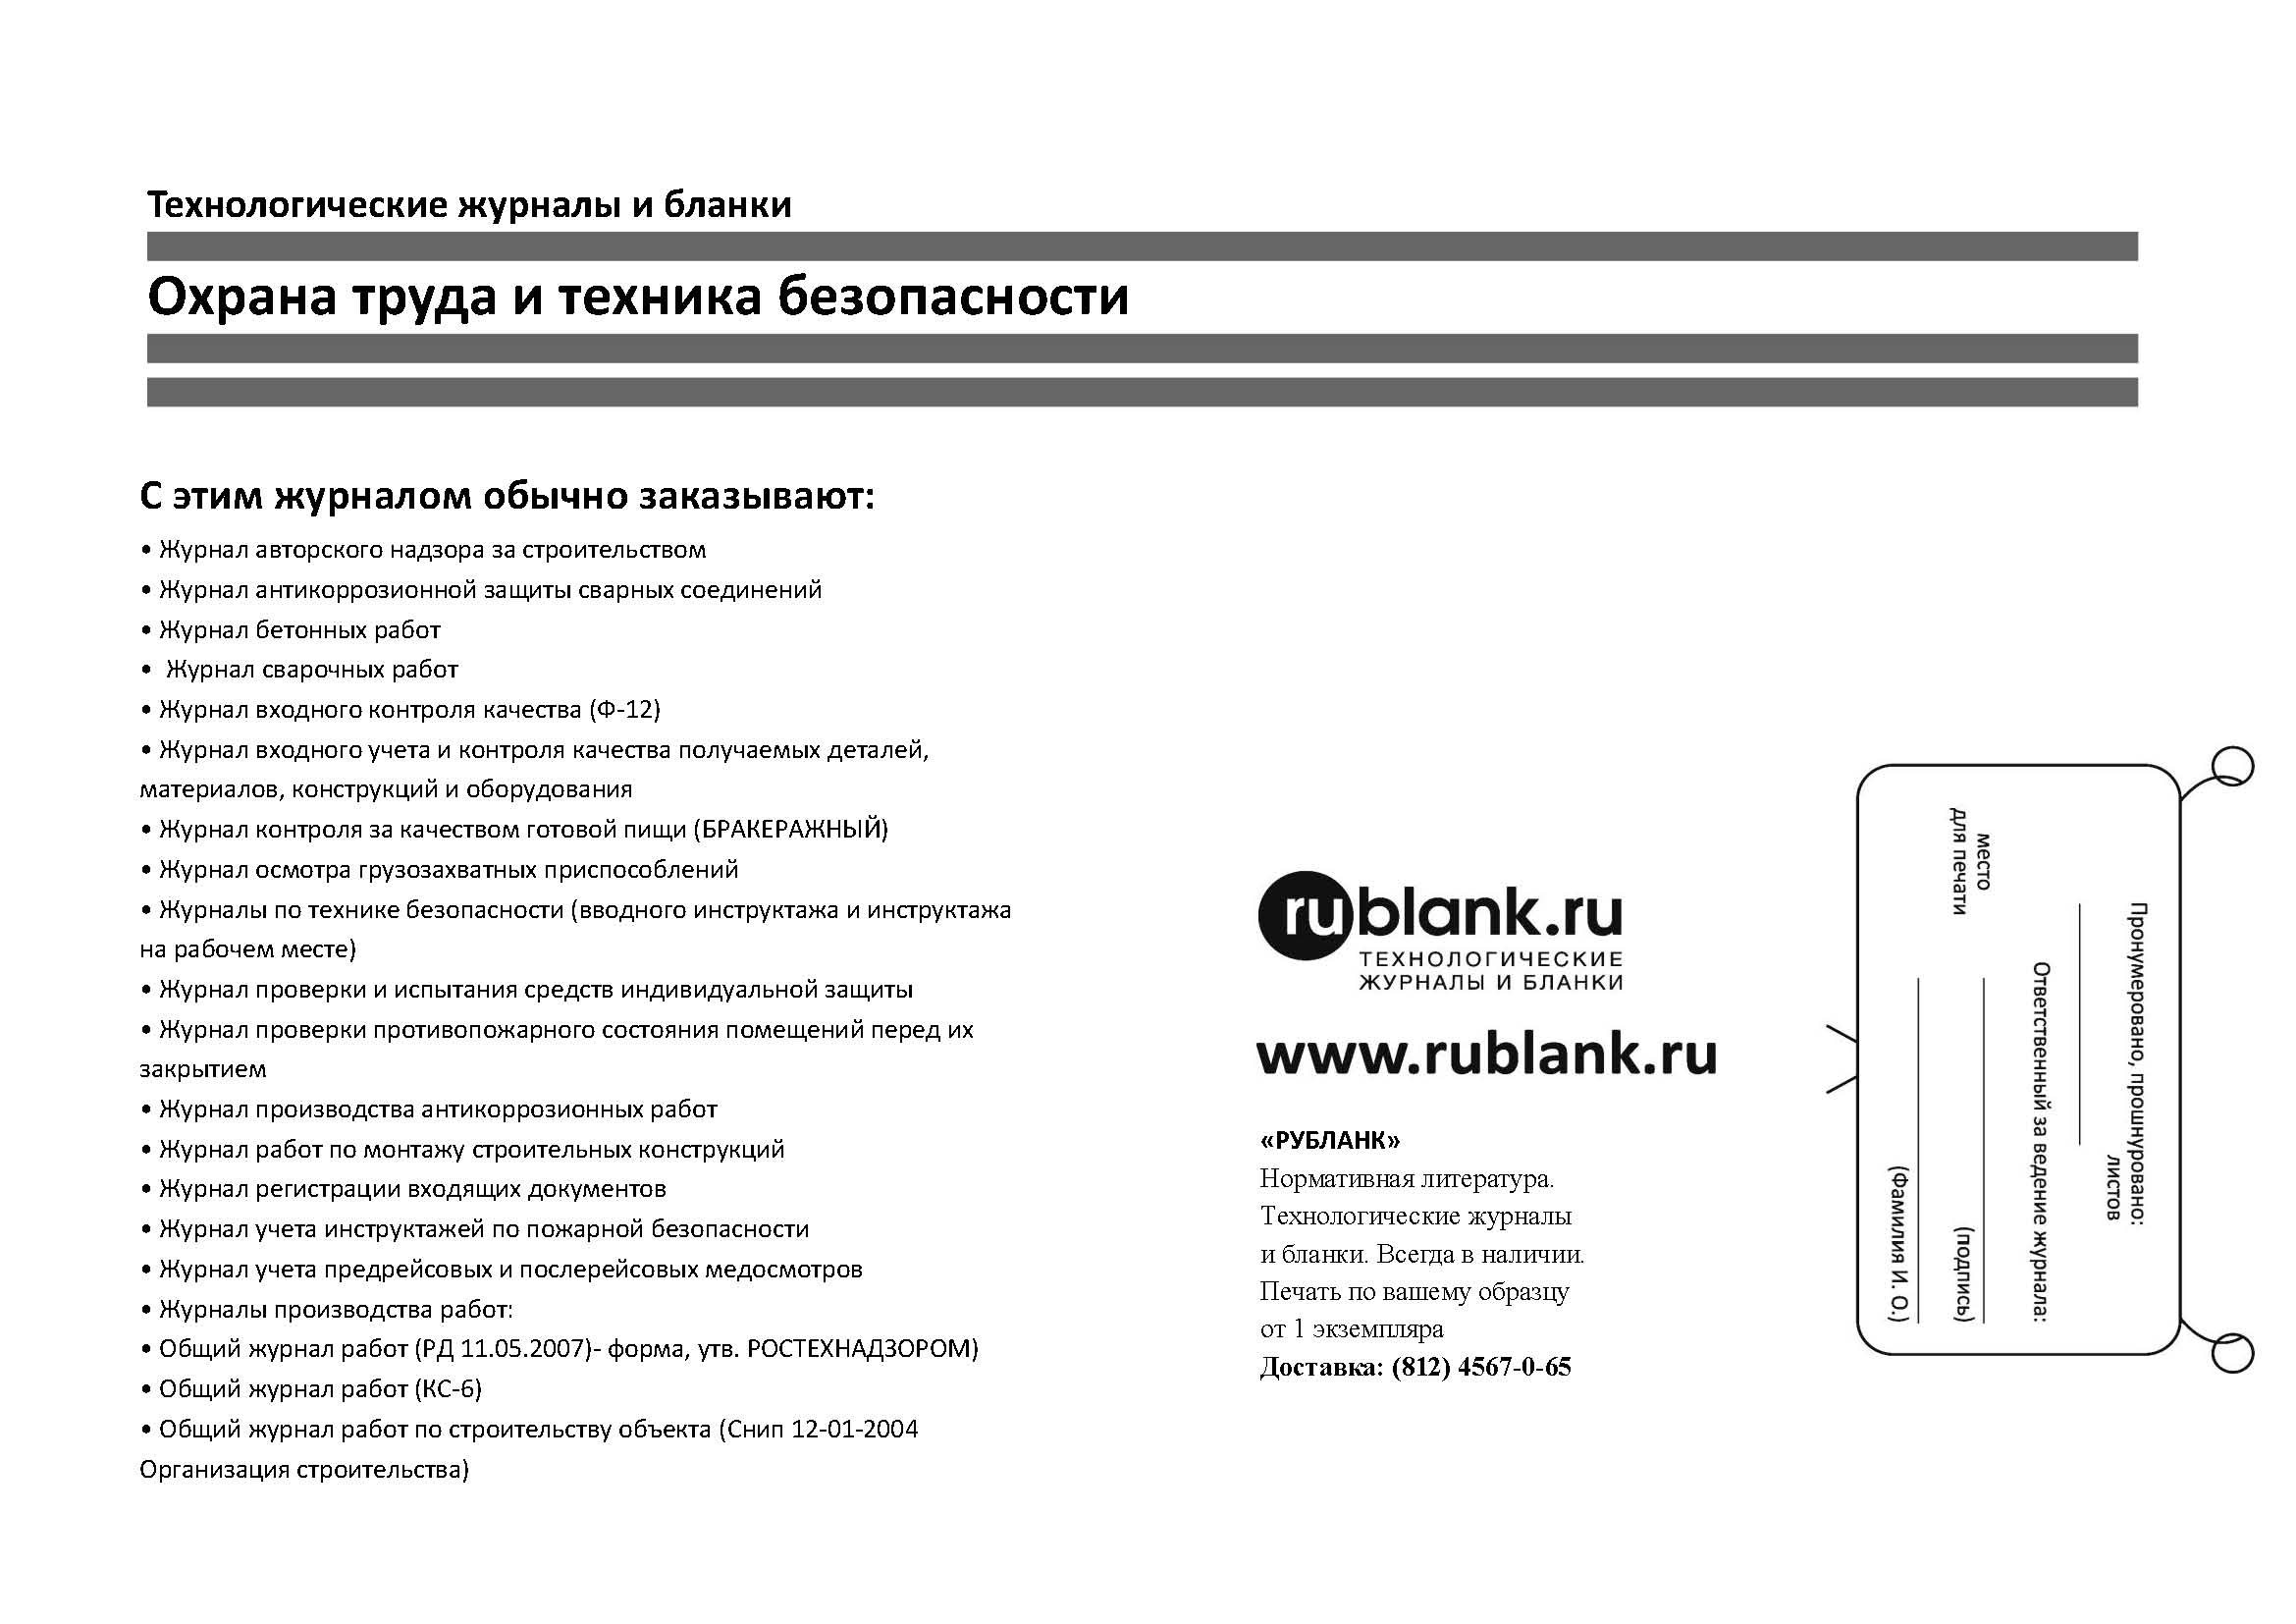 Технологические журналы и бланки
Охрана труда и техника безопасности
С этим журналом обычно заказывают:
• Журнал авторского надзора за строительством
• Журнал антикоррозионной защиты сварных соединений
• Журнал бетонных работ
• Журнал сварочных работ
• Журнал входного контроля качества (Ф-12)
• Журнал входного учета и контроля качества получаемых деталей,
материалов, конструкций и оборудования
• Журнал контроля за качеством готовой пищи (БРАКЕРАЖНЫЙ)
• Журнал осмотра грузозахватных приспособлений
• Журналы по технике безопасности (вводного инструктажа и инструктажа
на рабочем месте)
• Журнал проверки и испытания средств индивидуальной защиты
• Журнал проверки противопожарного состояния помещений перед их
закрытием
• Журнал производства антикоррозионных работ
• Журнал работ по монтажу строительных конструкций
• Журнал регистрации входящих документов
• Журнал учета инструктажей по пожарной безопасности
• Журнал учета предрейсовых и послерейсовых медосмотров
• Журналы производства работ:
• Общий журнал работ (РД 11.05.2007)- форма, утв. РОСТЕХНАДЗОРОМ)
• Общий журнал работ (КС-6)
• Общий журнал работ по строительству объекта (Снип 12-01-2004
Организация строительства)
rublank.ru
ТЕХНОЛОГИЧЕСКИЕ
ЖУРНАЛЫ И БЛАНКИ
www.rublank.ru
«РУБЛАНК»
Нормативная литература.
Технологические журналы
и бланки. Всегда в наличии.
Печать по вашему образцу
от 1 экземпляра
Доставка: (812) 4567-0-65
Пронумеровано, прошнуровано:
листов
Ответственный за ведение журнала:
место
для печати
(подпись)
(Фамилия И. О.)